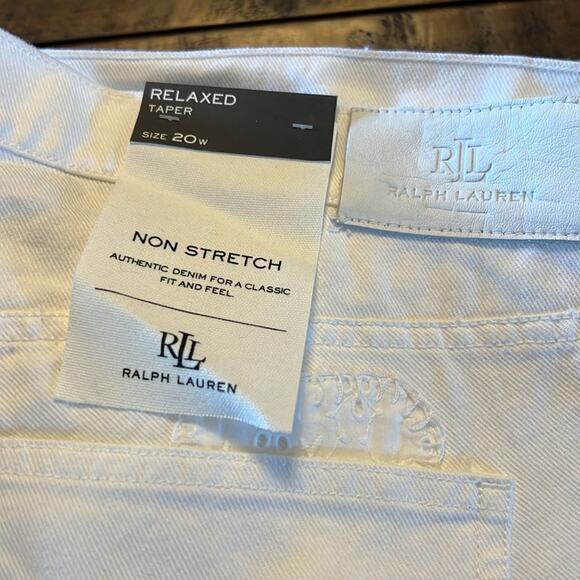 RELAXED
TAPER
SIZE 20W
NON STRETCH
AUTHENTIC DENIM FOR A CLASSIC
FIT AND FEEL
RLL
RALPH LAUREN
RLL
RALPH LAUREN